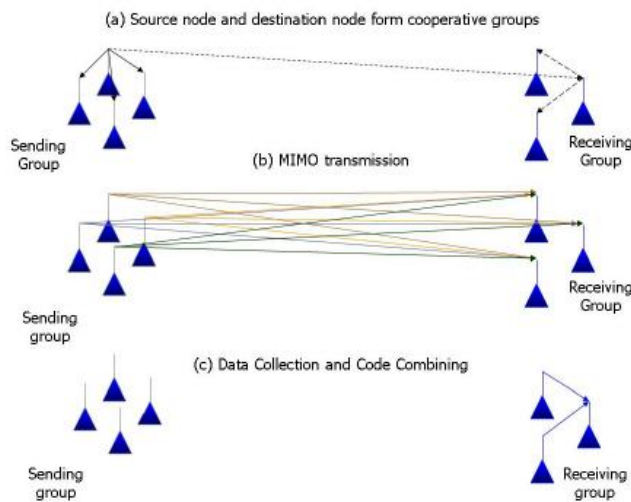 (a) Source node and destination node form cooperative groups
Sending
Group
Receiving
Group
(b) MIMO transmission
Sending
group
Receiving
Group
(c) Data Collection and Code Combining
Sending
group
Receiving
group